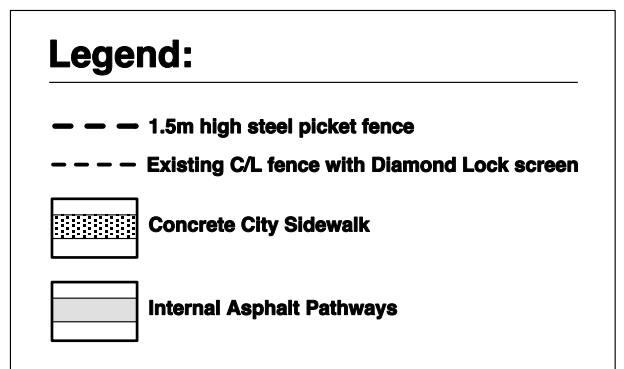 Legend:
1.5m high steel picket fence
Existing C/L fence with Diamond Lock screen
Concrete City Sidewalk
Internal Asphalt Pathways